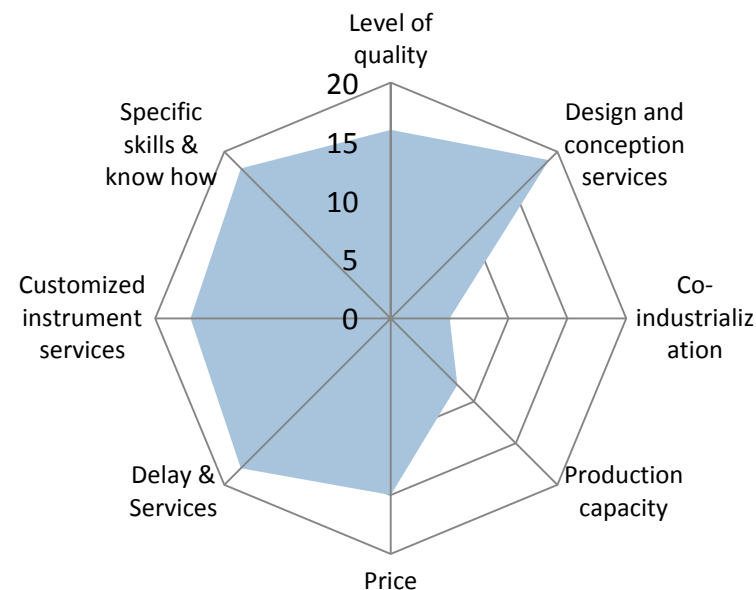 Level of
quality
Design and
conception
services
Co-
industrializ
ation
Production
capacity
Price
Delay &
Services
Customized
instrument
services
Specific
skills &
know how
20
15
10
5
0